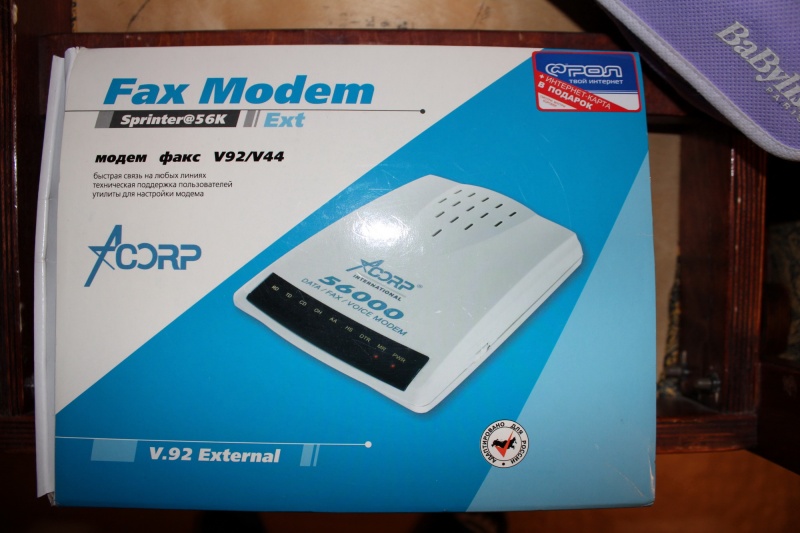 Fax Modem
Sprinter@56K Ext
модем факс V92/V44
быстрая связь на любых линиях
техническая поддержка пользователей
утилиты для настройки модема
ACORP
@РОЛ
твой интернет
+ ИНТЕРНЕТ-КАРТА
В ПОДАРОК
BaByli
ACORP
INTERNATIONAL
56000
DATA / FAX / VOICE MODEM
RD TD CD OH AA HS DTR MR PWR
V.92 External
АДАПТИРОВАНО ДЛЯ РОССИИ